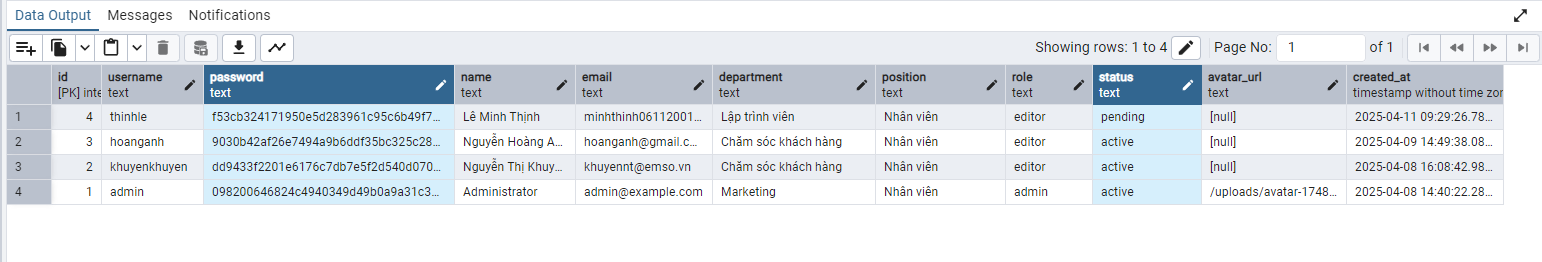 Data Output Messages Notifications
Showing rows: 1 to 4 Page No: 1 of 1
id username password name email department position role status avatar_url created_at
[PK] inte text text text text text text text text text timestamp without time zor
1 4 thinhle f53cb324171950e5d283961c95c6b49f7... Lê Minh Thịnh minhthinh06112001... Lập trình viên Nhân viên editor pending [null] 2025-04-11 09:29:26.78...
2 3 hoanganh 9030b42af26e7494a9b6ddf35bc325c28... Nguyễn Hoàng A... hoanganh@gmail.c... Chăm sóc khách hàng Nhân viên editor active [null] 2025-04-09 14:49:38.08...
3 2 khuyenkhuyen dd9433f2201e6176c7db7e5f2d540d070... Nguyễn Thị Khuy... khuyennt@emso.vn Chăm sóc khách hàng Nhân viên editor active [null] 2025-04-08 16:08:42.98...
4 1 admin 098200646824c4940349d49b0a9a31c3... Administrator admin@example.com Marketing Nhân viên admin active /uploads/avatar-1748... 2025-04-08 14:40:22.28...